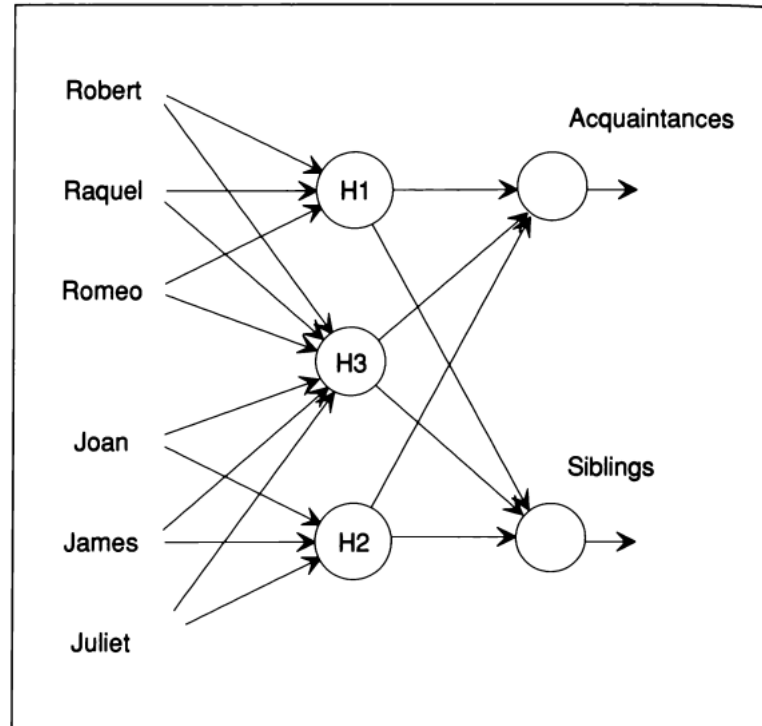 Robert
Acquaintances
Raquel
H1
Romeo
H3
Joan
Siblings
James
H2
Juliet